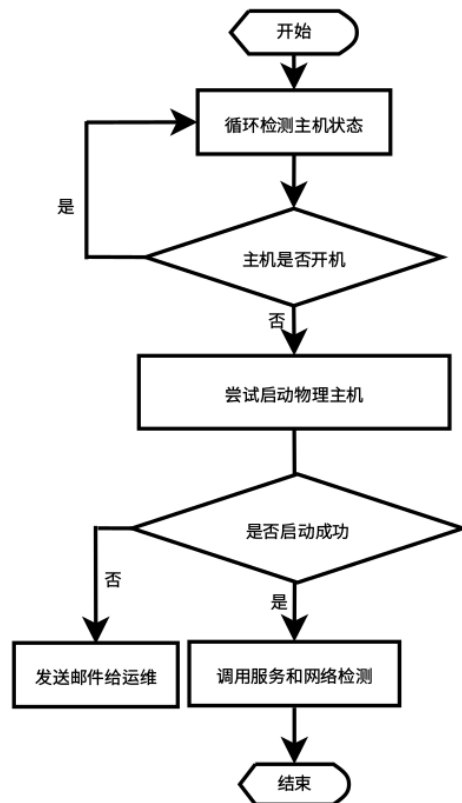 开始
循环检测主机状态
是
主机是否开机
否
尝试启动物理主机
是否启动成功
否
是
发送邮件给运维
调用服务和网络检测
结束